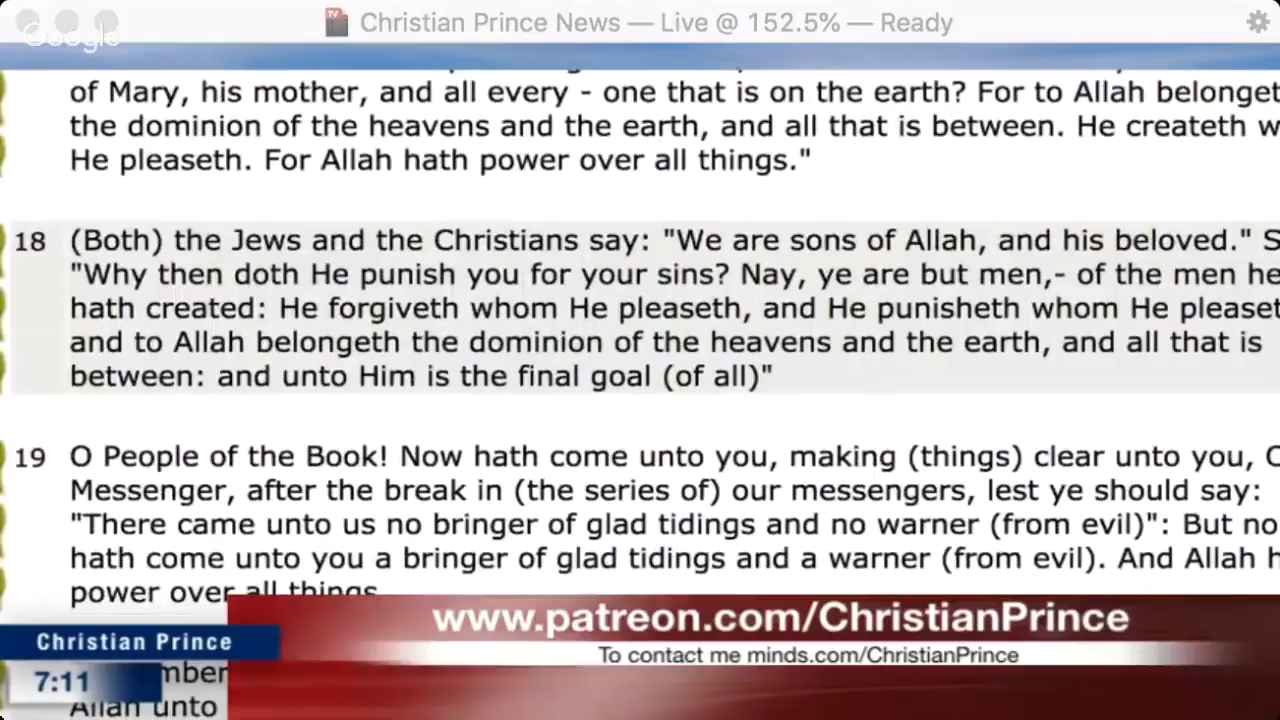 Christian Prince News — Live @ 152.5% — Ready
Google
of Mary, his mother, and all every - one that is on the earth? For to Allah belonget
the dominion of the heavens and the earth, and all that is between. He createth w
He pleaseth. For Allah hath power over all things."
18 (Both) the Jews and the Christians say: "We are sons of Allah, and his beloved." S
"Why then doth He punish you for your sins? Nay, ye are but men,- of the men he
hath created: He forgiveth whom He pleaseth, and He punisheth whom He pleaset
and to Allah belongeth the dominion of the heavens and the earth, and all that is
between: and unto Him is the final goal (of all)"
19 O People of the Book! Now hath come unto you, making (things) clear unto you, O
Messenger, after the break in (the series of) our messengers, lest ye should say:
"There came unto us no bringer of glad tidings and no warner (from evil)": But no
hath come unto you a bringer of glad tidings and a warner (from evil). And Allah h
power over all things.
www.patreon.com/ChristianPrince
Christian Prince
To contact me minds.com/ChristianPrince
mber
7:11
Allah unto